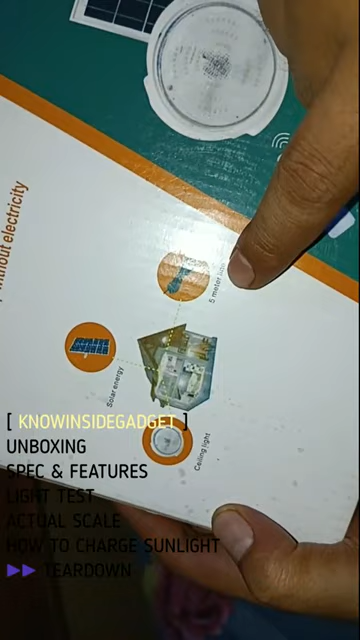 without electricity
5 meter line
Solar energy
Ceiling light
[ KNOWINSIDEGADGET ]
UNBOXING
SPEC & FEATURES
LIGHT TEST
ACTUAL SCALE
HOW TO CHARGE SUNLIGHT
▶▶ TEARDOWN